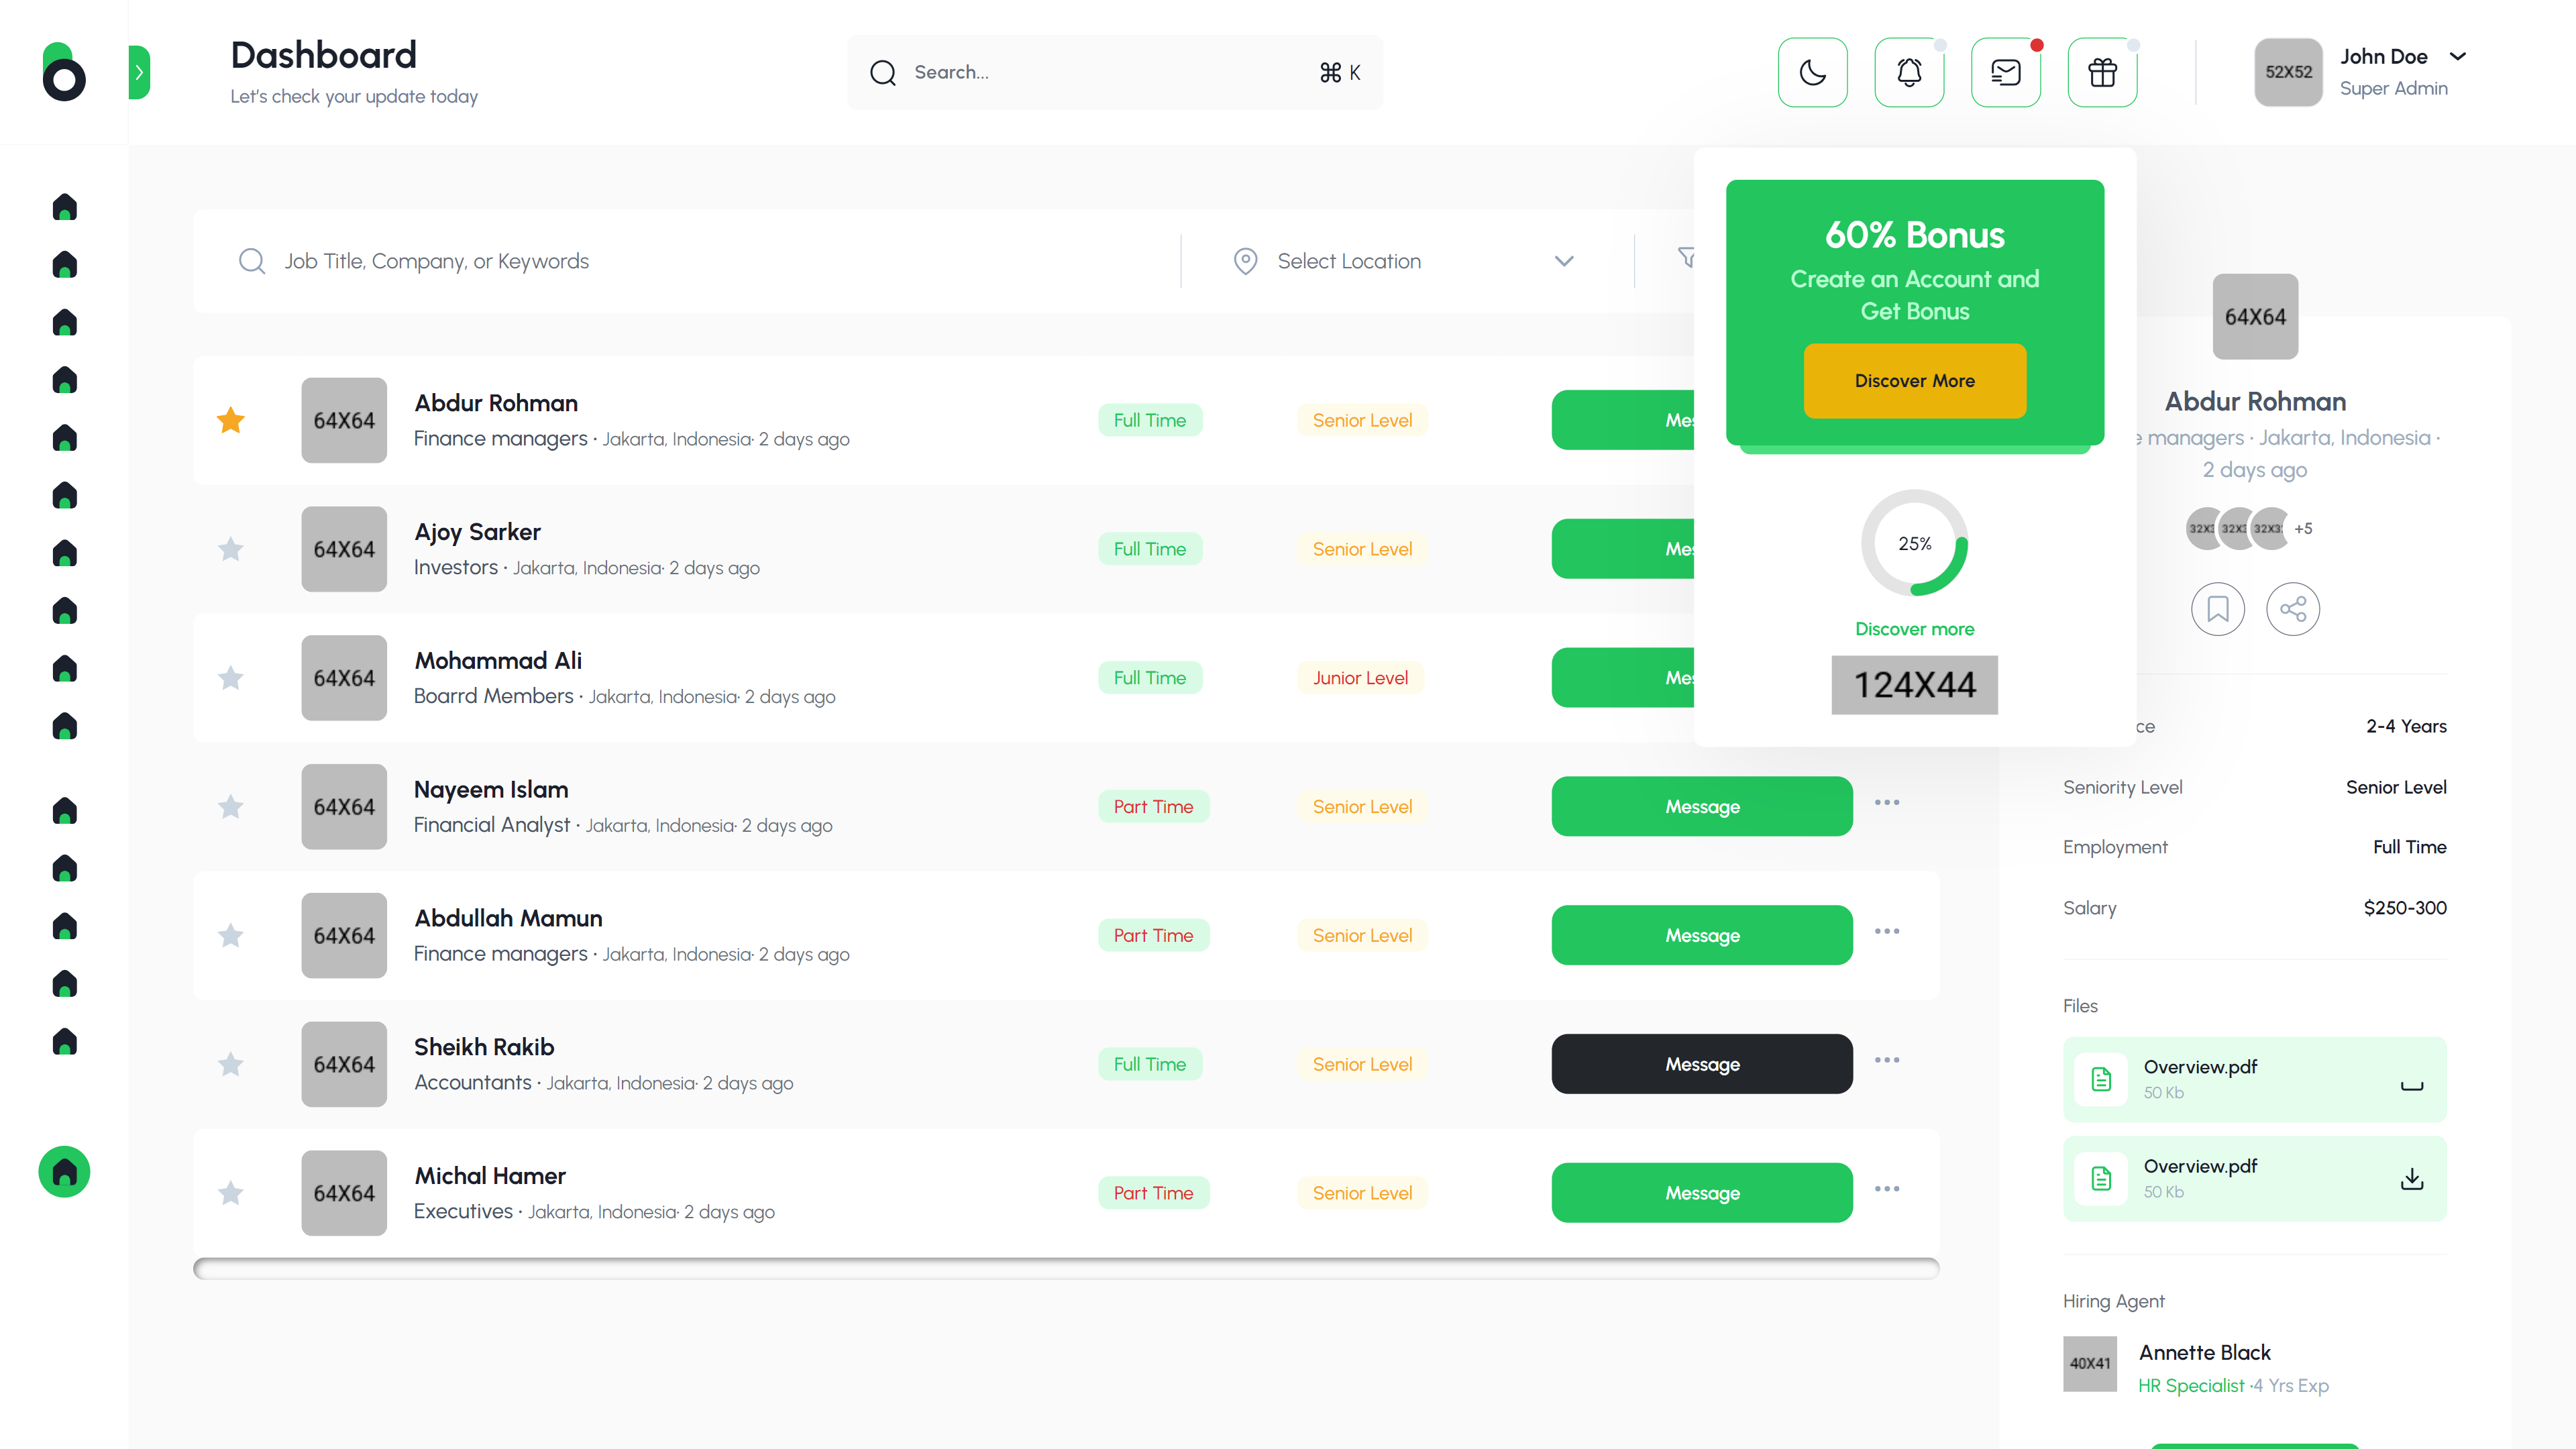 Dashboard
Let's check your update today
Search...
⌘ K
52X52
John Doe
Super Admin
Job Title, Company, or Keywords
Select Location
60% Bonus
Create an Account and
Get Bonus
Discover More
25%
Discover more
124X44
64X64
Abdur Rohman
Finance managers · Jakarta, Indonesia· 2 days ago
Full Time
Senior Level
64X64
Ajoy Sarker
Investors · Jakarta, Indonesia· 2 days ago
Full Time
Senior Level
64X64
Mohammad Ali
Boarrd Members · Jakarta, Indonesia· 2 days ago
Full Time
Junior Level
64X64
Nayeem Islam
Financial Analyst · Jakarta, Indonesia· 2 days ago
Part Time
Senior Level
Message
64X64
Abdullah Mamun
Finance managers · Jakarta, Indonesia· 2 days ago
Part Time
Senior Level
Message
64X64
Sheikh Rakib
Accountants · Jakarta, Indonesia· 2 days ago
Full Time
Senior Level
Message
64X64
Michal Hamer
Executives · Jakarta, Indonesia· 2 days ago
Part Time
Senior Level
Message
64X64
Abdur Rohman
managers · Jakarta, Indonesia ·
2 days ago
+5
2-4 Years
Seniority Level
Senior Level
Employment
Full Time
Salary
$250-300
Files
Overview.pdf
50 Kb
Overview.pdf
50 Kb
Hiring Agent
40X41
Annette Black
HR Specialist ·4 Yrs Exp